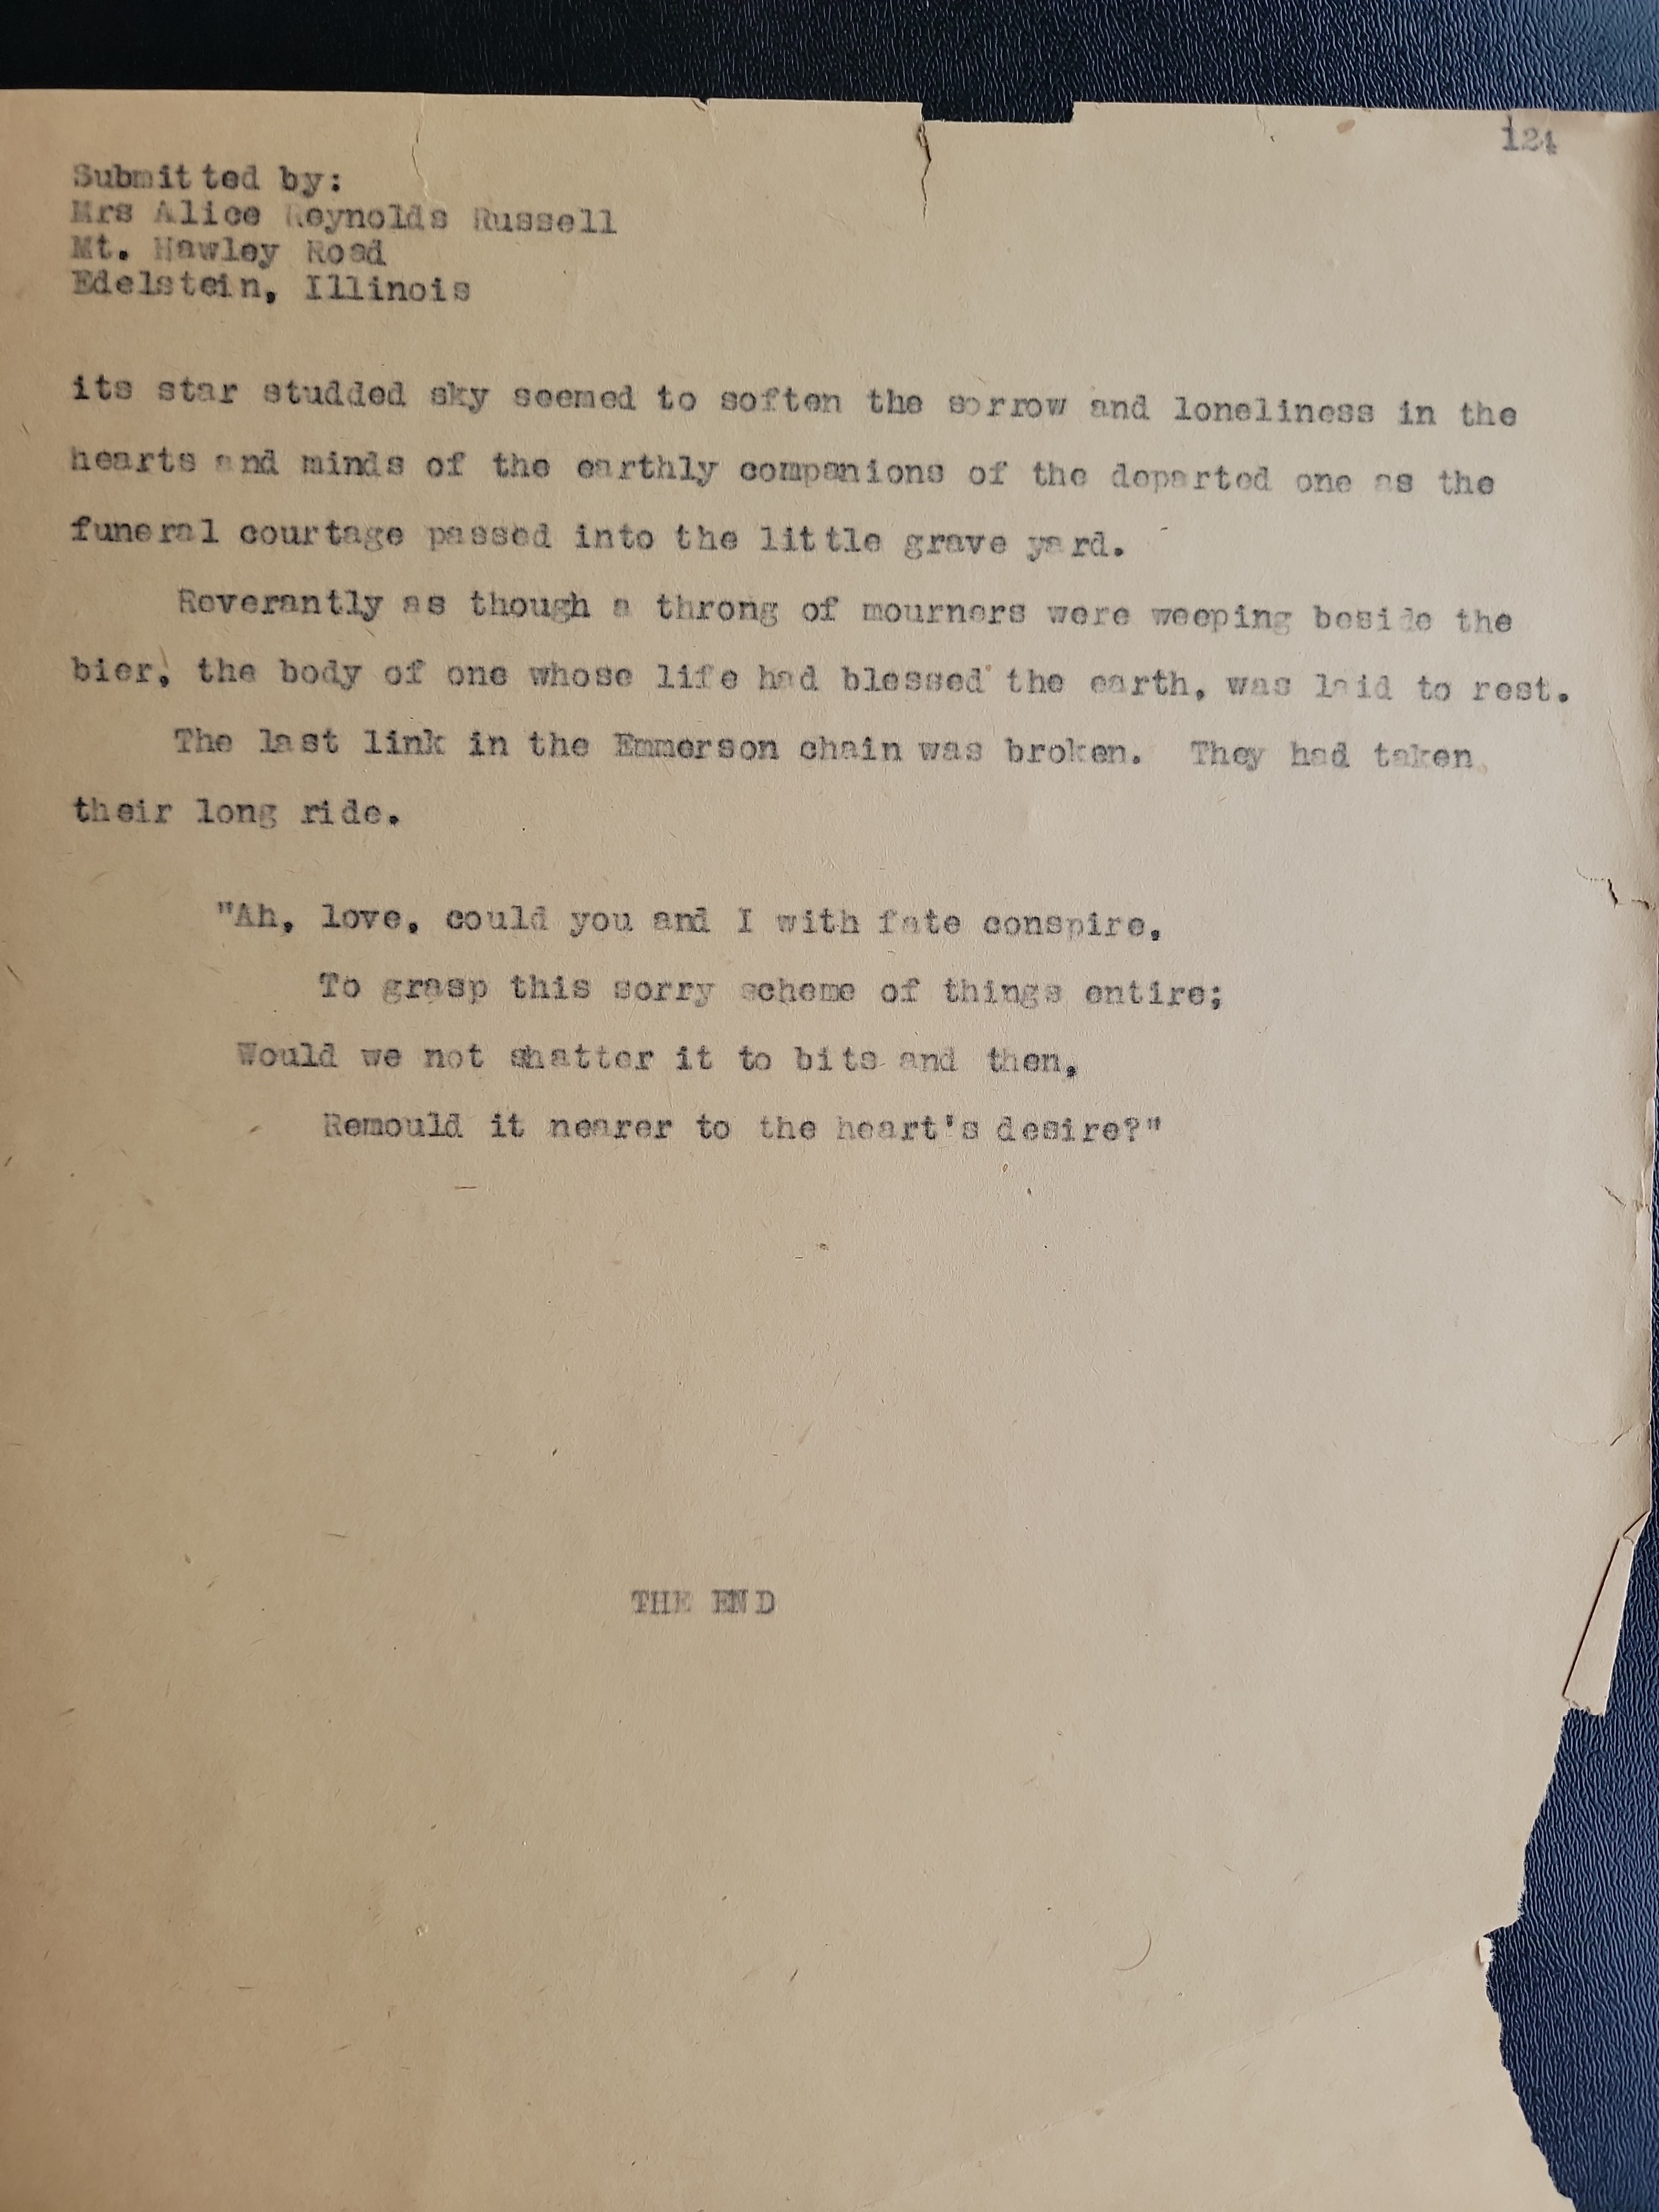 124
Submitted by:
Mrs Alice Reynolds Russell
Mt. Hawley Road
Edelstein, Illinois
its star studded sky seemed to soften the sorrow and loneliness in the
hearts and minds of the earthly companions of the departed one as the
funeral courtage passed into the little grave yard.
Reverantly as though a throng of mourners were weeping beside the
bier, the body of one whose life had blessed the earth, was laid to rest.
The last link in the Emmerson chain was broken. They had taken
their long ride.
"Ah, love, could you and I with fate conspire,
To grasp this sorry scheme of things entire;
Would we not shatter it to bits and then,
Remould it nearer to the heart's desire?"
THE END